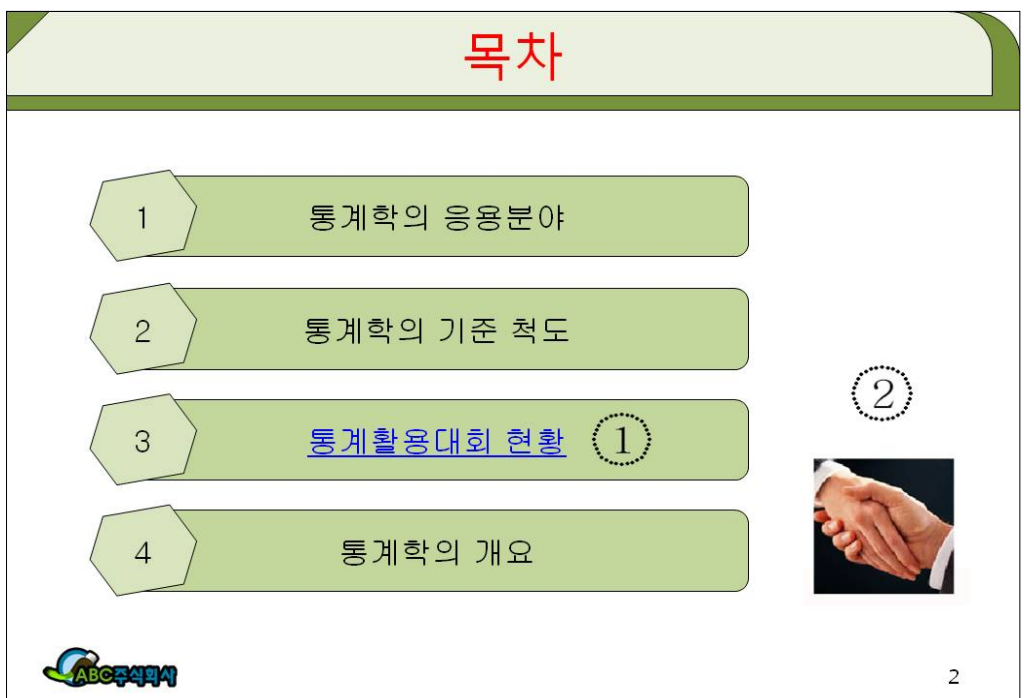 목차
1 통계학의 응용분야
2 통계학의 기준 척도
3 통계활용대회 현황 1
2
4 통계학의 개요
ABC주식회사
2